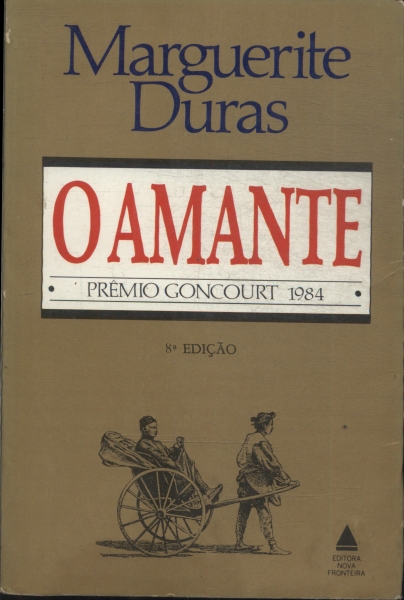 Marguerite
Duras
O AMANTE
PRÊMIO GONCOURT 1984
8ª EDIÇÃO
EDITORA
NOVA
FRONTEIRA